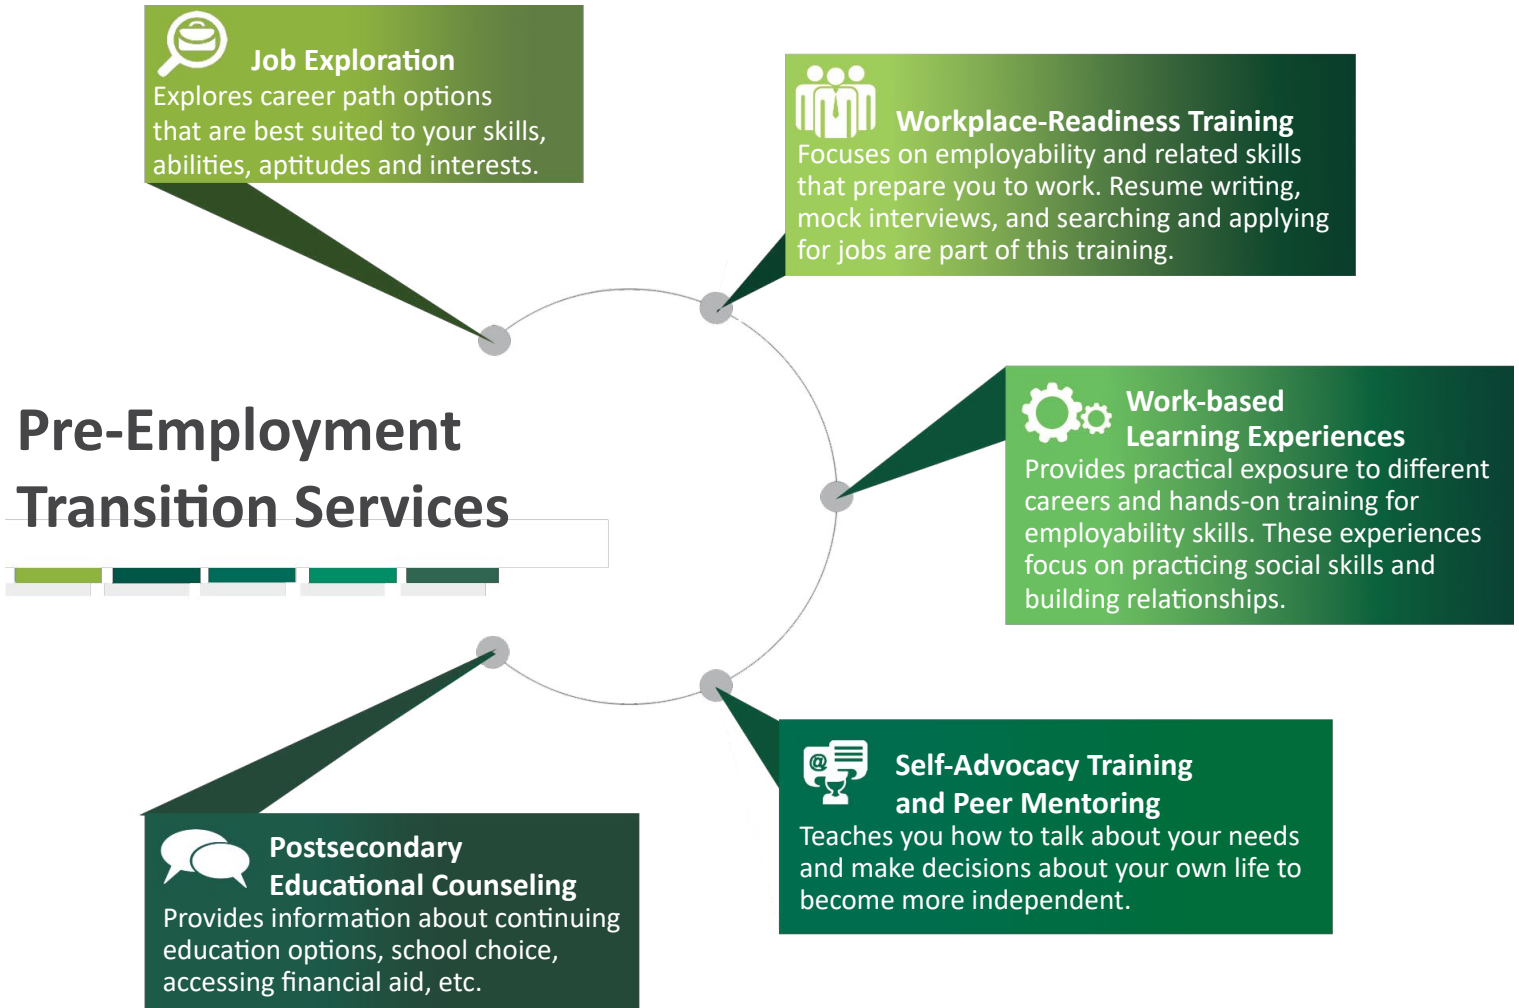 Job Exploration
Explores career path options
that are best suited to your skills,
abilities, aptitudes and interests.
Workplace-Readiness Training
Focuses on employability and related skills
that prepare you to work. Resume writing,
mock interviews, and searching and applying
for jobs are part of this training.
Pre-Employment
Transition Services
Work-based
Learning Experiences
Provides practical exposure to different
careers and hands-on training for
employability skills. These experiences
focus on practicing social skills and
building relationships.
@
Self-Advocacy Training
and Peer Mentoring
Teaches you how to talk about your needs
and make decisions about your own life to
become more independent.
Postsecondary
Educational Counseling
Provides information about continuing
education options, school choice,
accessing financial aid, etc.